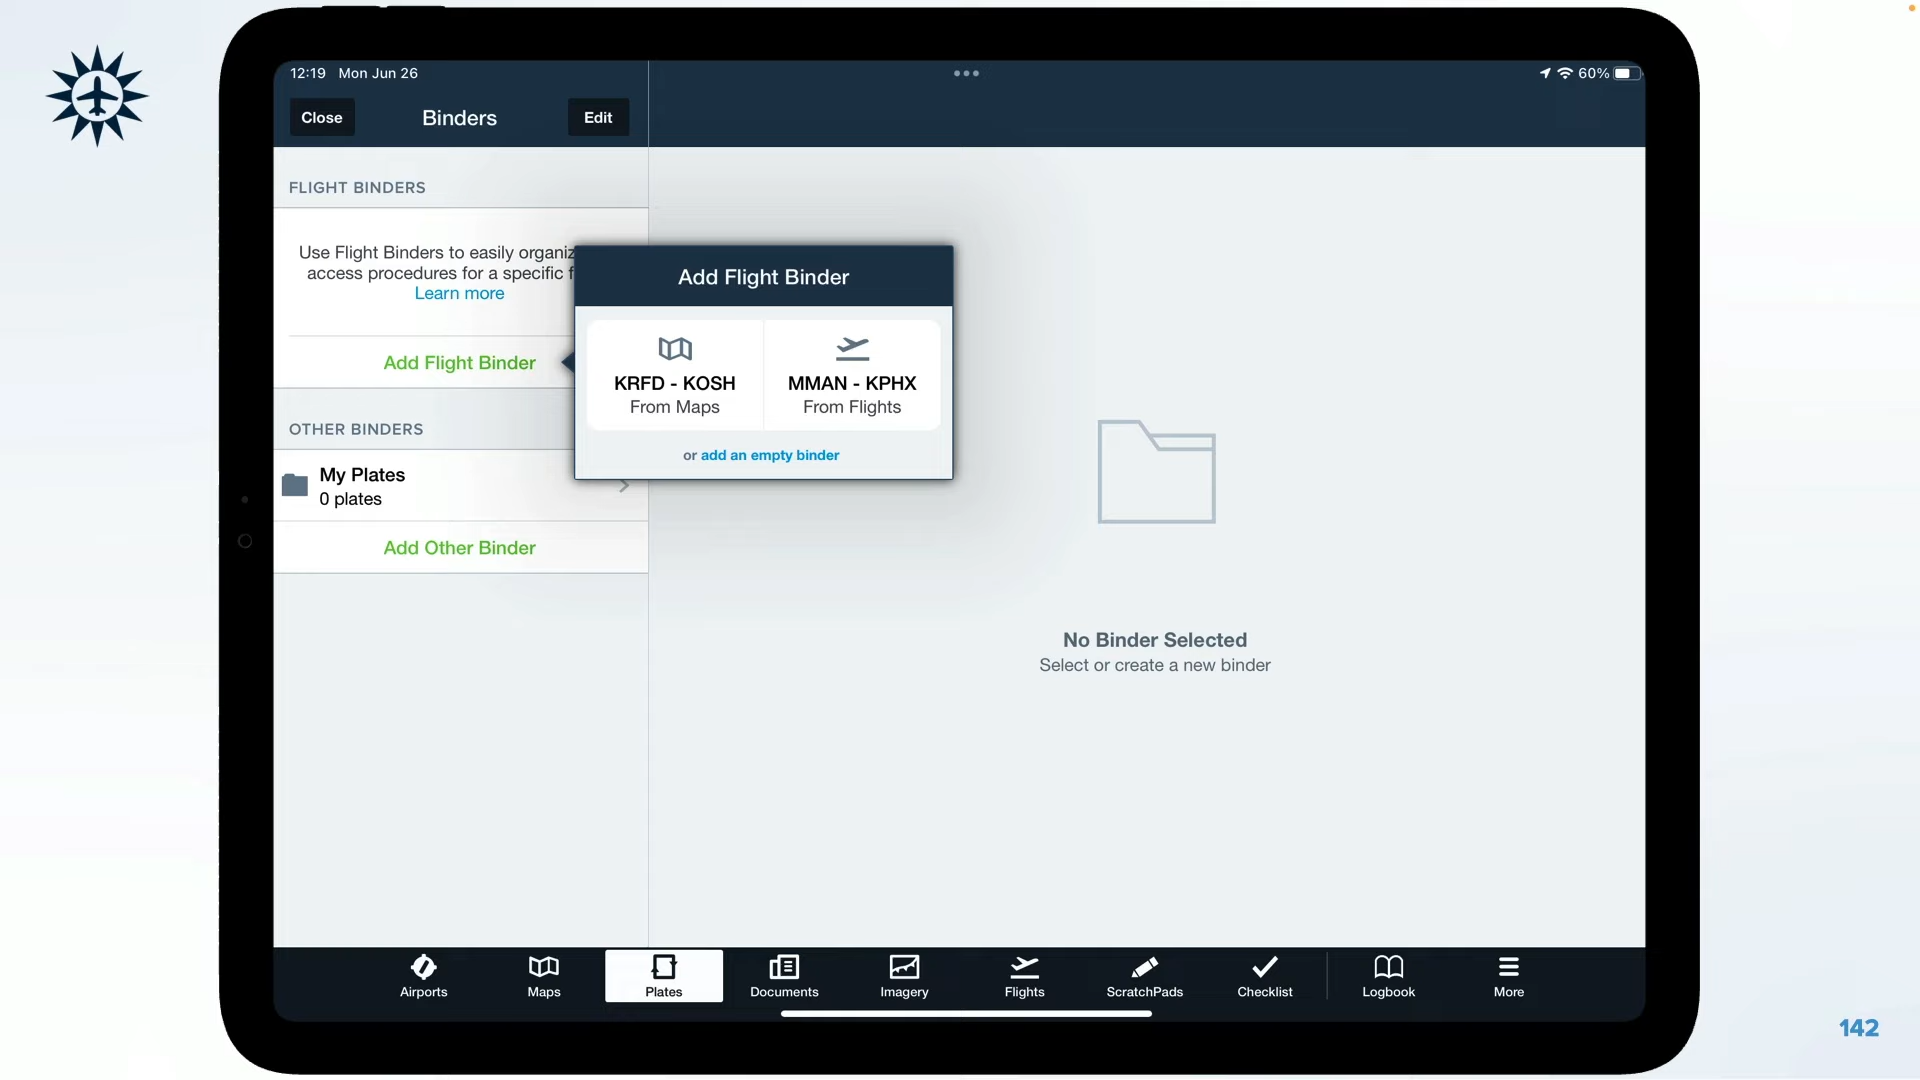 12:19 Mon Jun 26
60%
Close
Binders
Edit
FLIGHT BINDERS
Use Flight Binders to easily organiz
access procedures for a specific f
Learn more
Add Flight Binder
OTHER BINDERS
My Plates
0 plates
Add Other Binder
Add Flight Binder
KRFD - KOSH
From Maps
MMAN - KPHX
From Flights
or add an empty binder
No Binder Selected
Select or create a new binder
Airports
Maps
Plates
Documents
Imagery
Flights
ScratchPads
Checklist
Logbook
More
142